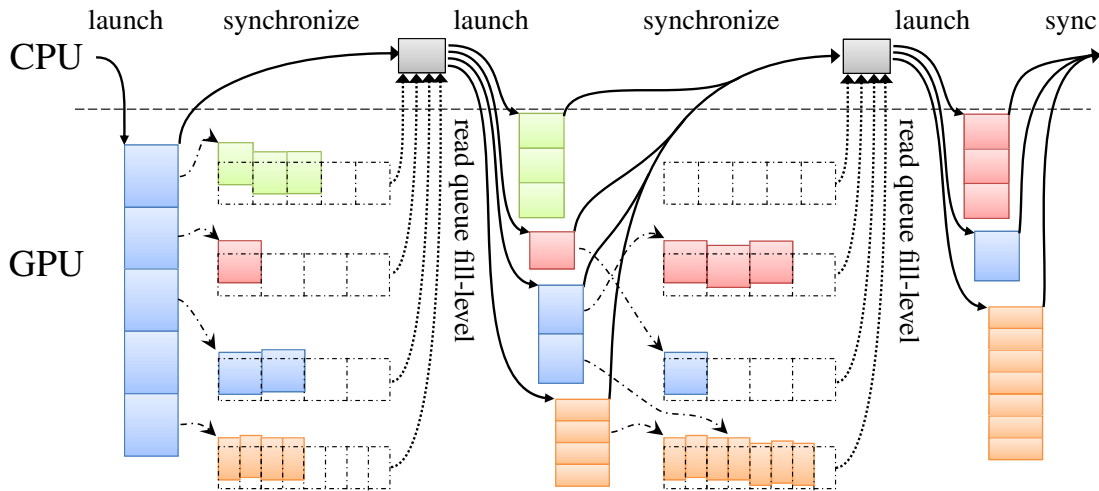 launch
synchronize
launch
synchronize
launch
sync
CPU
read queue fill-level
read queue fill-level
GPU